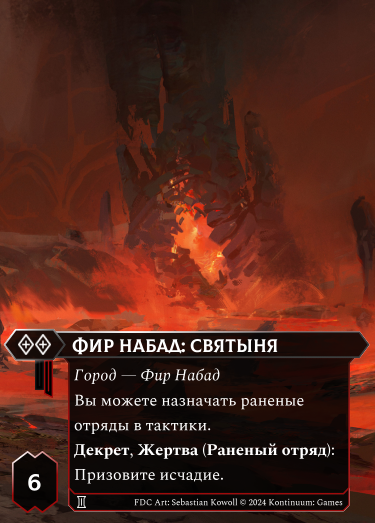 ФИР НАБАД: СВЯТЫНЯ
Город — Фир Набад
Вы можете назначать раненые
отряды в тактики.
Декрет, Жертва (Раненый отряд):
Призовите исчадие.
6
FDC Art: Sebastian Kowoll © 2024 Kontinuum: Games